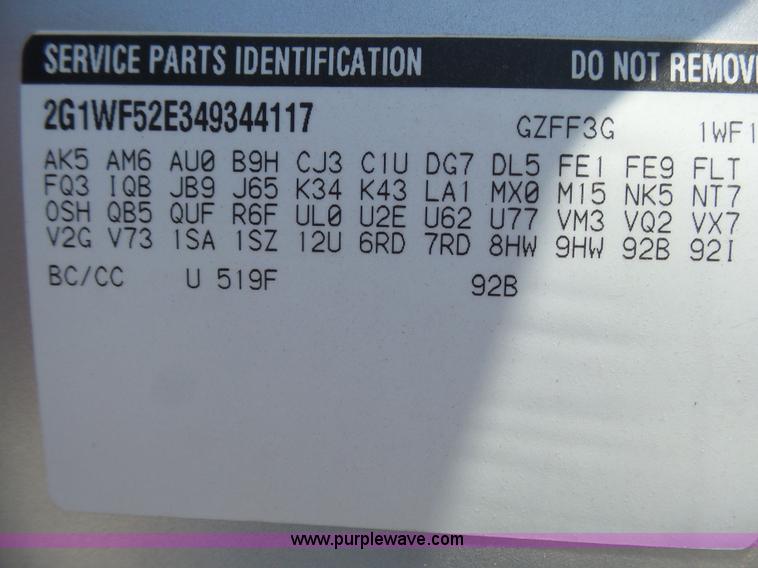 SERVICE PARTS IDENTIFICATION DO NOT REMOVE
2G1WF52E349344117 GZFF3G 1WF1
AK5 AM6 AU0 B9H CJ3 C1U DG7 DL5 FE1 FE9 FLT
FQ3 IQB JB9 J65 K34 K43 LA1 MX0 M15 NK5 NT7
OSH QB5 QUF R6F UL0 U2E U62 U77 VM3 VQ2 VX7
V2G V73 1SA 1SZ 12U 6RD 7RD 8HW 9HW 92B 92I
BC/CC U 519F 92B
www.purplewave.com